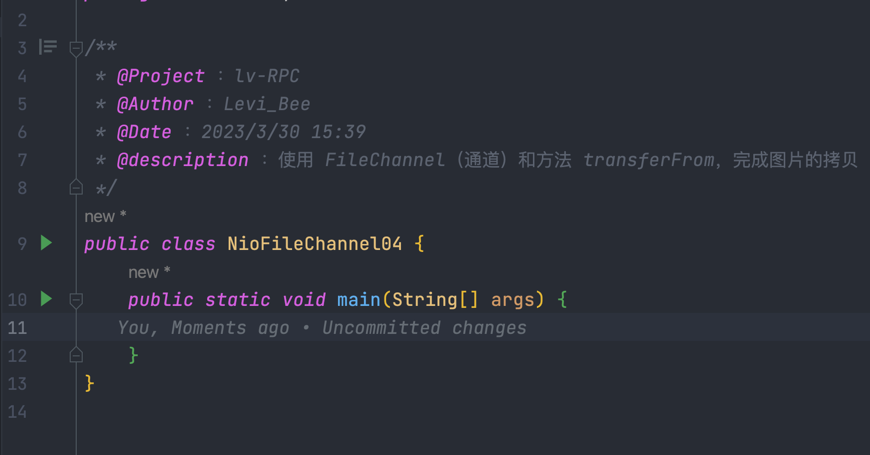 2
3 /**
4 * @Project : lv-RPC
5 * @Author : Levi_Bee
6 * @Date : 2023/3/30 15:39
7 * @description : 使用 FileChannel（通道）和方法 transferFrom，完成图片的拷贝
8 */
new *
9 public class NioFileChannel04 {
new *
10 public static void main(String[] args) {
11 You, Moments ago • Uncommitted changes
12 }
13 }
14